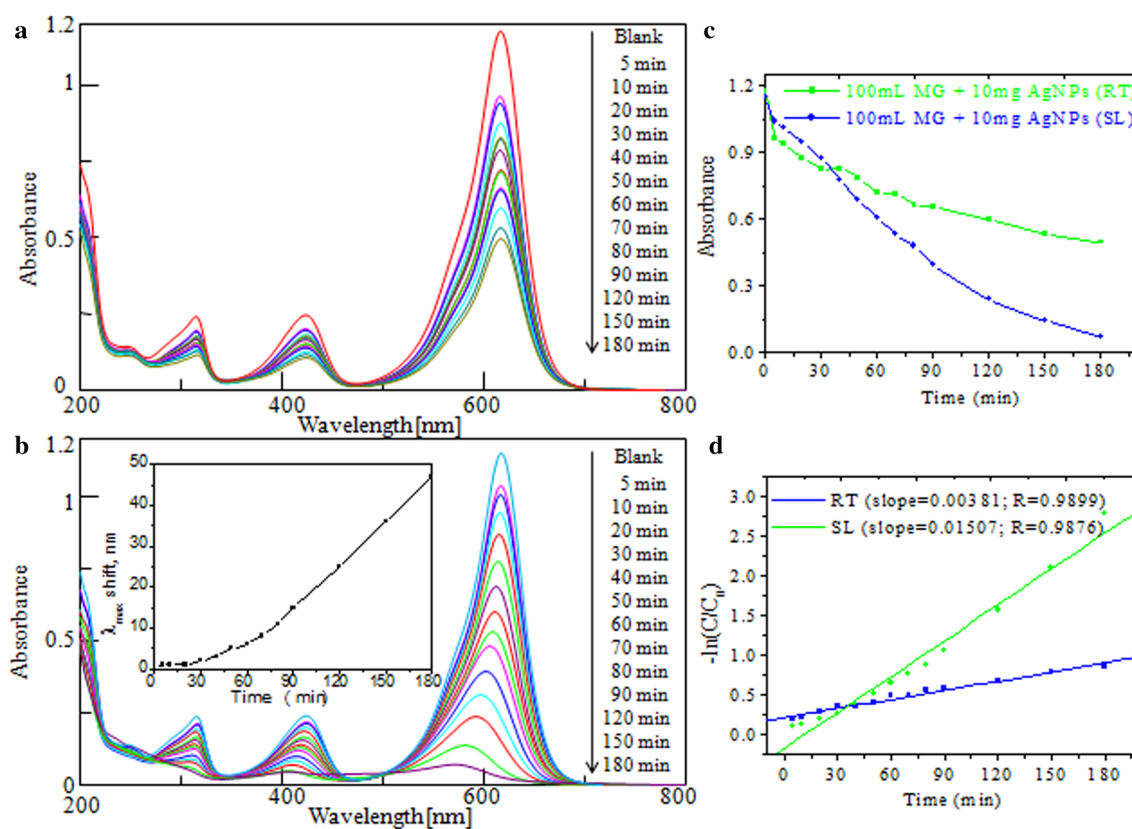 a
Absorbance
1.2
1
0.5
0
200
400
600
800
Wavelength[nm]
Blank
5 min
10 min
20 min
30 min
40 min
50 min
60 min
70 min
80 min
90 min
120 min
150 min
180 min
b
Absorbance
1.2
1
0.5
0
200
400
600
800
Wavelength[nm]
λmax shift, nm
50
40
30
20
10
0
0
30
60
90
120
150
180
Time ( min)
Blank
5 min
10 min
20 min
30 min
40 min
50 min
60 min
70 min
80 min
90 min
120 min
150 min
180 min
c
Absorbance
1.2
0.9
0.6
0.3
0.0
0
30
60
90
120
150
180
Time (min)
100mL MG + 10mg AgNPs (RT)
100mL MG + 10mg AgNPs (SL)
d
3.0
2.5
2.0
1.5
1.0
0.5
0.0
0
30
60
90
120
150
180
Time (min)
RT (slope=0.00381; R=0.9899)
SL (slope=0.01507; R=0.9876)